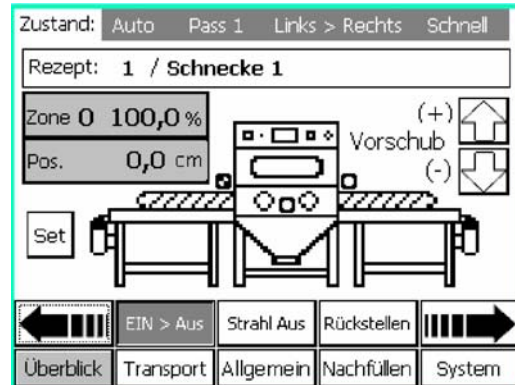 Zustand: Auto Pass 1 Links > Rechts Schnell
Rezept: 1 / Schnecke 1
Zone 0 100,0 %
(+)
Vorschub
Pos. 0,0 cm
(-)
Set
EIN > Aus Strahl Aus Rückstellen
Überblick Transport Allgemein Nachfüllen System